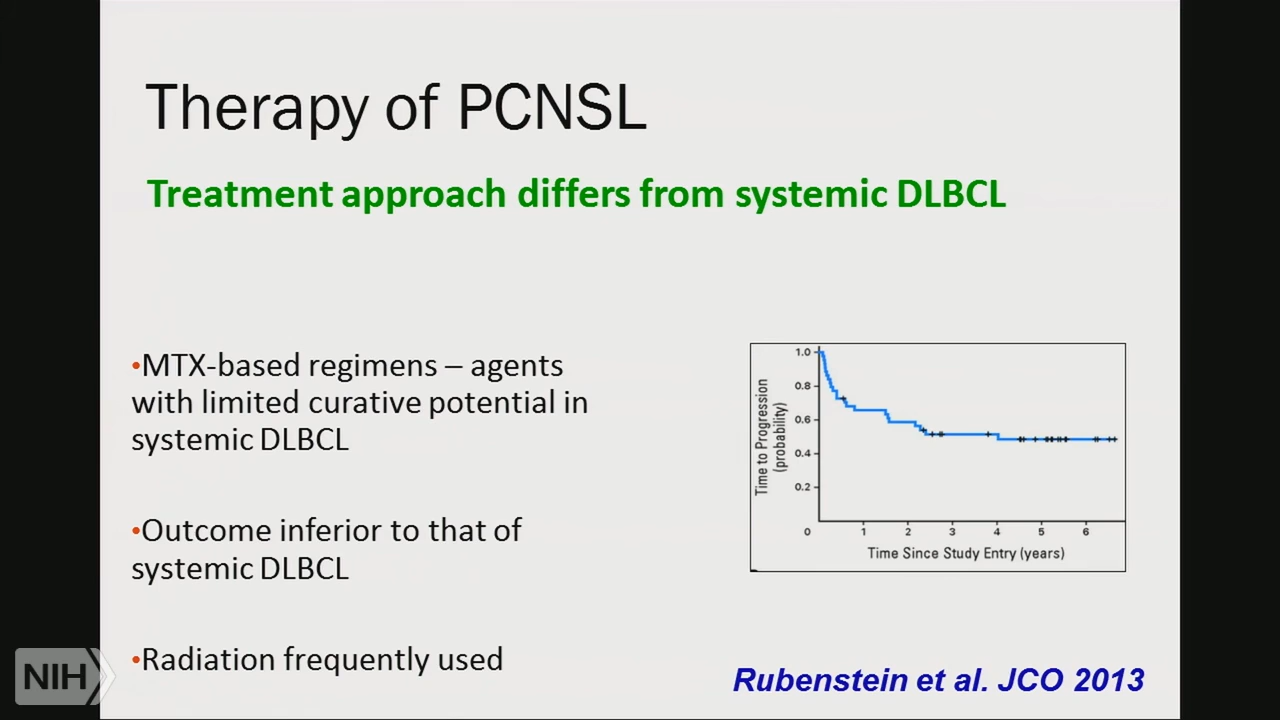 Therapy of PCNSL
Treatment approach differs from systemic DLBCL
•MTX-based regimens – agents
with limited curative potential in
systemic DLBCL
•Outcome inferior to that of
systemic DLBCL
•Radiation frequently used
Time to Progression
(probability)
1.0
0.8
0.6
0.4
0.2
0 1 2 3 4 5 6
Time Since Study Entry (years)
Rubenstein et al. JCO 2013
NIH